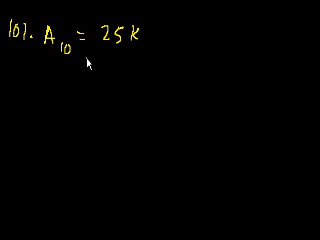 101. A₁₀ = 25K